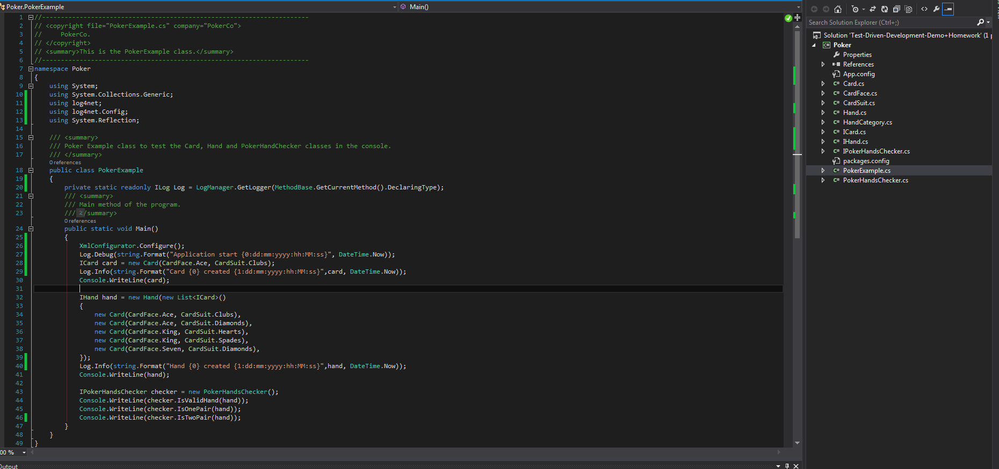 Poker.PokerExample
Main()
1 //-----------------------------------------------------------------------
2 // <copyright file="PokerExample.cs" company="PokerCo">
3 //     PokerCo.
4 // </copyright>
5 // <summary>This is the PokerExample class.</summary>
6 //-----------------------------------------------------------------------
7 namespace Poker
8 {
9     using System;
10     using System.Collections.Generic;
11     using log4net;
12     using log4net.Config;
13     using System.Reflection;
14
15     /// <summary>
16     /// Poker Example class to test the Card, Hand and PokerHandChecker classes in the console.
17     /// </summary>
0 references
18     public class PokerExample
19     {
20         private static readonly ILog Log = LogManager.GetLogger(MethodBase.GetCurrentMethod().DeclaringType);
21         /// <summary>
22         /// Main method of the program.
23         /// /summary>
0 references
24         public static void Main()
25         {
26             XmlConfigurator.Configure();
27             Log.Debug(string.Format("Application start {0:dd:mm:yyyy:hh:MM:ss}", DateTime.Now));
28             ICard card = new Card(CardFace.Ace, CardSuit.Clubs);
29             Log.Info(string.Format("Card {0} created {1:dd:mm:yyyy:hh:MM:ss}",card, DateTime.Now));
30             Console.WriteLine(card);
31
32             IHand hand = new Hand(new List<ICard>()
33             {
34                 new Card(CardFace.Ace, CardSuit.Clubs),
35                 new Card(CardFace.Ace, CardSuit.Diamonds),
36                 new Card(CardFace.King, CardSuit.Hearts),
37                 new Card(CardFace.King, CardSuit.Spades),
38                 new Card(CardFace.Seven, CardSuit.Diamonds),
39             });
40             Log.Info(string.Format("Hand {0} created {1:dd:mm:yyyy:hh:MM:ss}",hand, DateTime.Now));
41             Console.WriteLine(hand);
42
43             IPokerHandsChecker checker = new PokerHandsChecker();
44             Console.WriteLine(checker.IsValidHand(hand));
45             Console.WriteLine(checker.IsOnePair(hand));
46             Console.WriteLine(checker.IsTwoPair(hand));
47         }
48     }
49 }
00 %
Output
Search Solution Explorer (Ctrl+;)
Solution 'Test-Driven-Development-Demo+Homework' (1 p
C# Poker
Properties
References
App.config
C# Card.cs
C# CardFace.cs
C# CardSuit.cs
C# Hand.cs
C# HandCategory.cs
C# ICard.cs
C# IHand.cs
C# IPokerHandsChecker.cs
packages.config
C# PokerExample.cs
C# PokerHandsChecker.cs